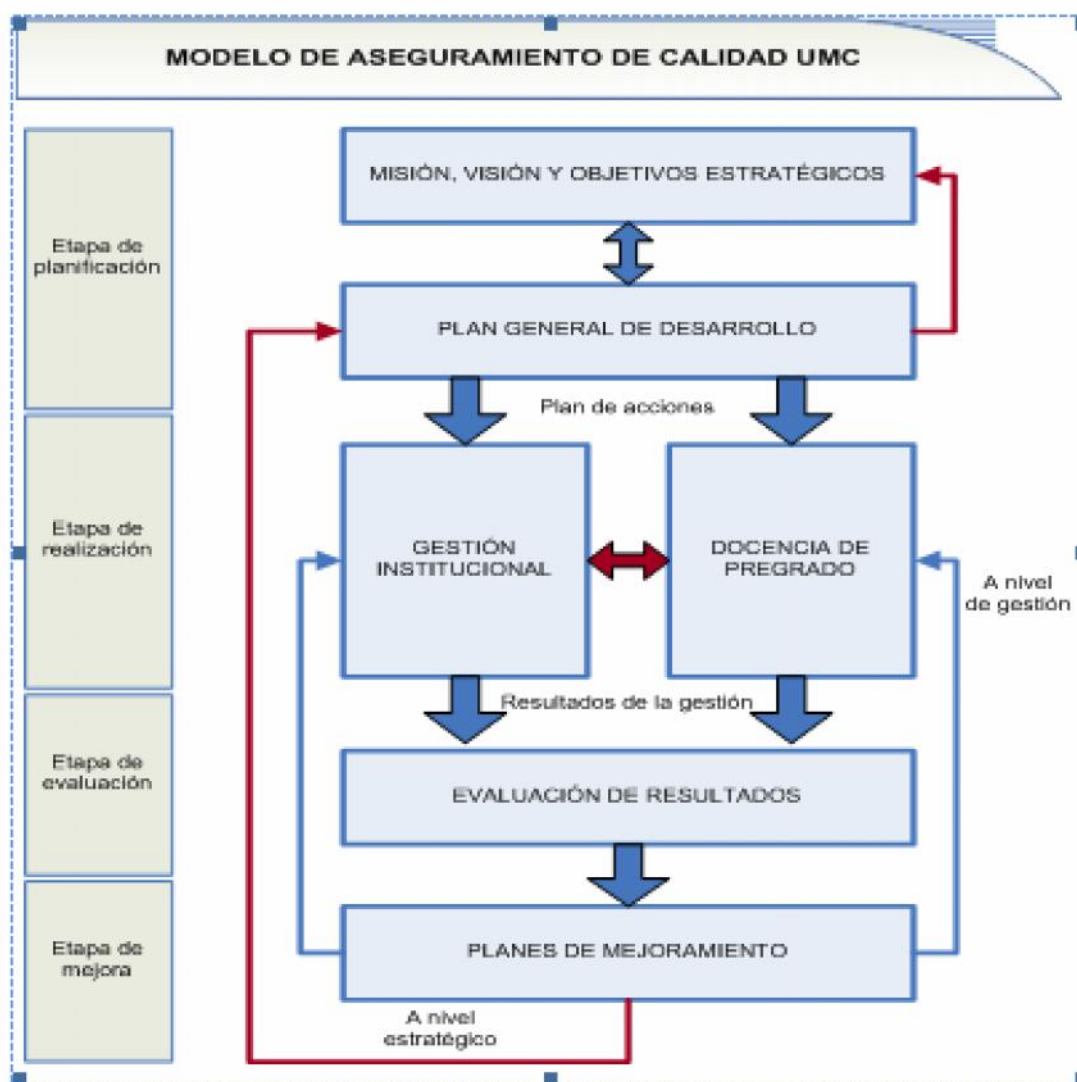 MODELO DE ASEGURAMIENTO DE CALIDAD UMC
Etapa de
planificación
MISIÓN, VISIÓN Y OBJETIVOS ESTRATÉGICOS
PLAN GENERAL DE DESARROLLO
Plan de acciones
Etapa de
realización
GESTIÓN
INSTITUCIONAL
DOCENCIA DE
PREGRADO
A nivel
de gestión
Resultados de la gestión
Etapa de
evaluación
EVALUACIÓN DE RESULTADOS
Etapa de
mejora
PLANES DE MEJORAMIENTO
A nivel
estratégico